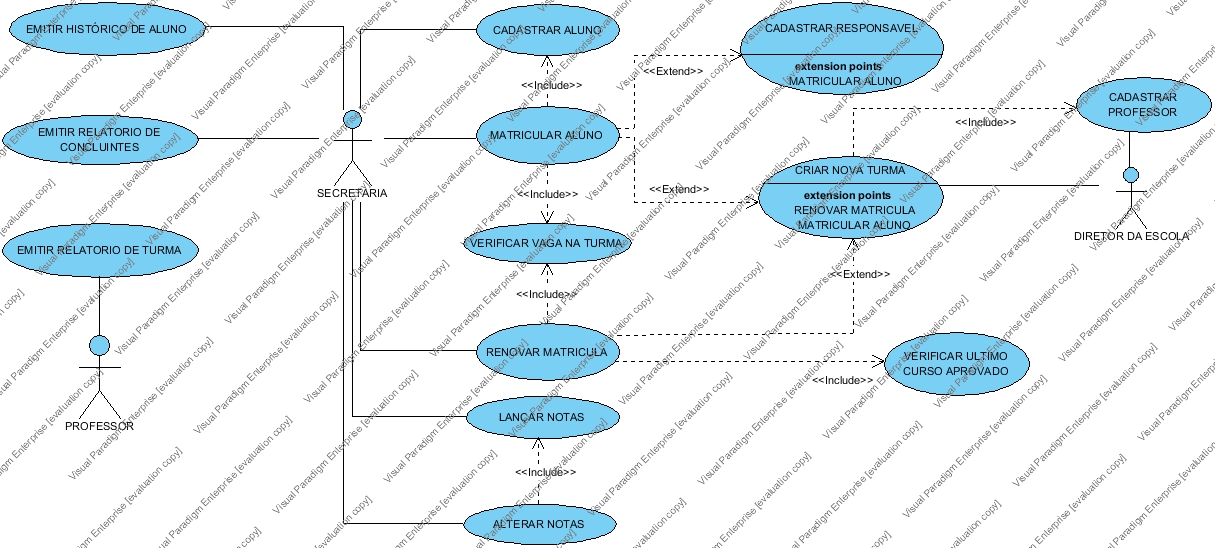 EMITIR HISTÓRICO DE ALUNO
CADASTRAR ALUNO
CADASTRAR RESPONSAVEL
extension points
MATRICULAR ALUNO
<<Extend>>
<<Include>>
CADASTRAR
PROFESSOR
<<Include>>
EMITIR RELATORIO DE
CONCLUINTES
MATRICULAR ALUNO
SECRETÁRIA
<<Include>>
<<Extend>>
CRIAR NOVA TURMA
extension points
RENOVAR MATRICULA
MATRICULAR ALUNO
DIRETOR DA ESCOLA
EMITIR RELATORIO DE TURMA
VERIFICAR VAGA NA TURMA
<<Extend>>
<<Include>>
RENOVAR MATRICULA
VERIFICAR ULTIMO
CURSO APROVADO
<<Include>>
PROFESSOR
LANÇAR NOTAS
<<Include>>
ALTERAR NOTAS
Visual Paradigm Enterprise [evaluation copy]